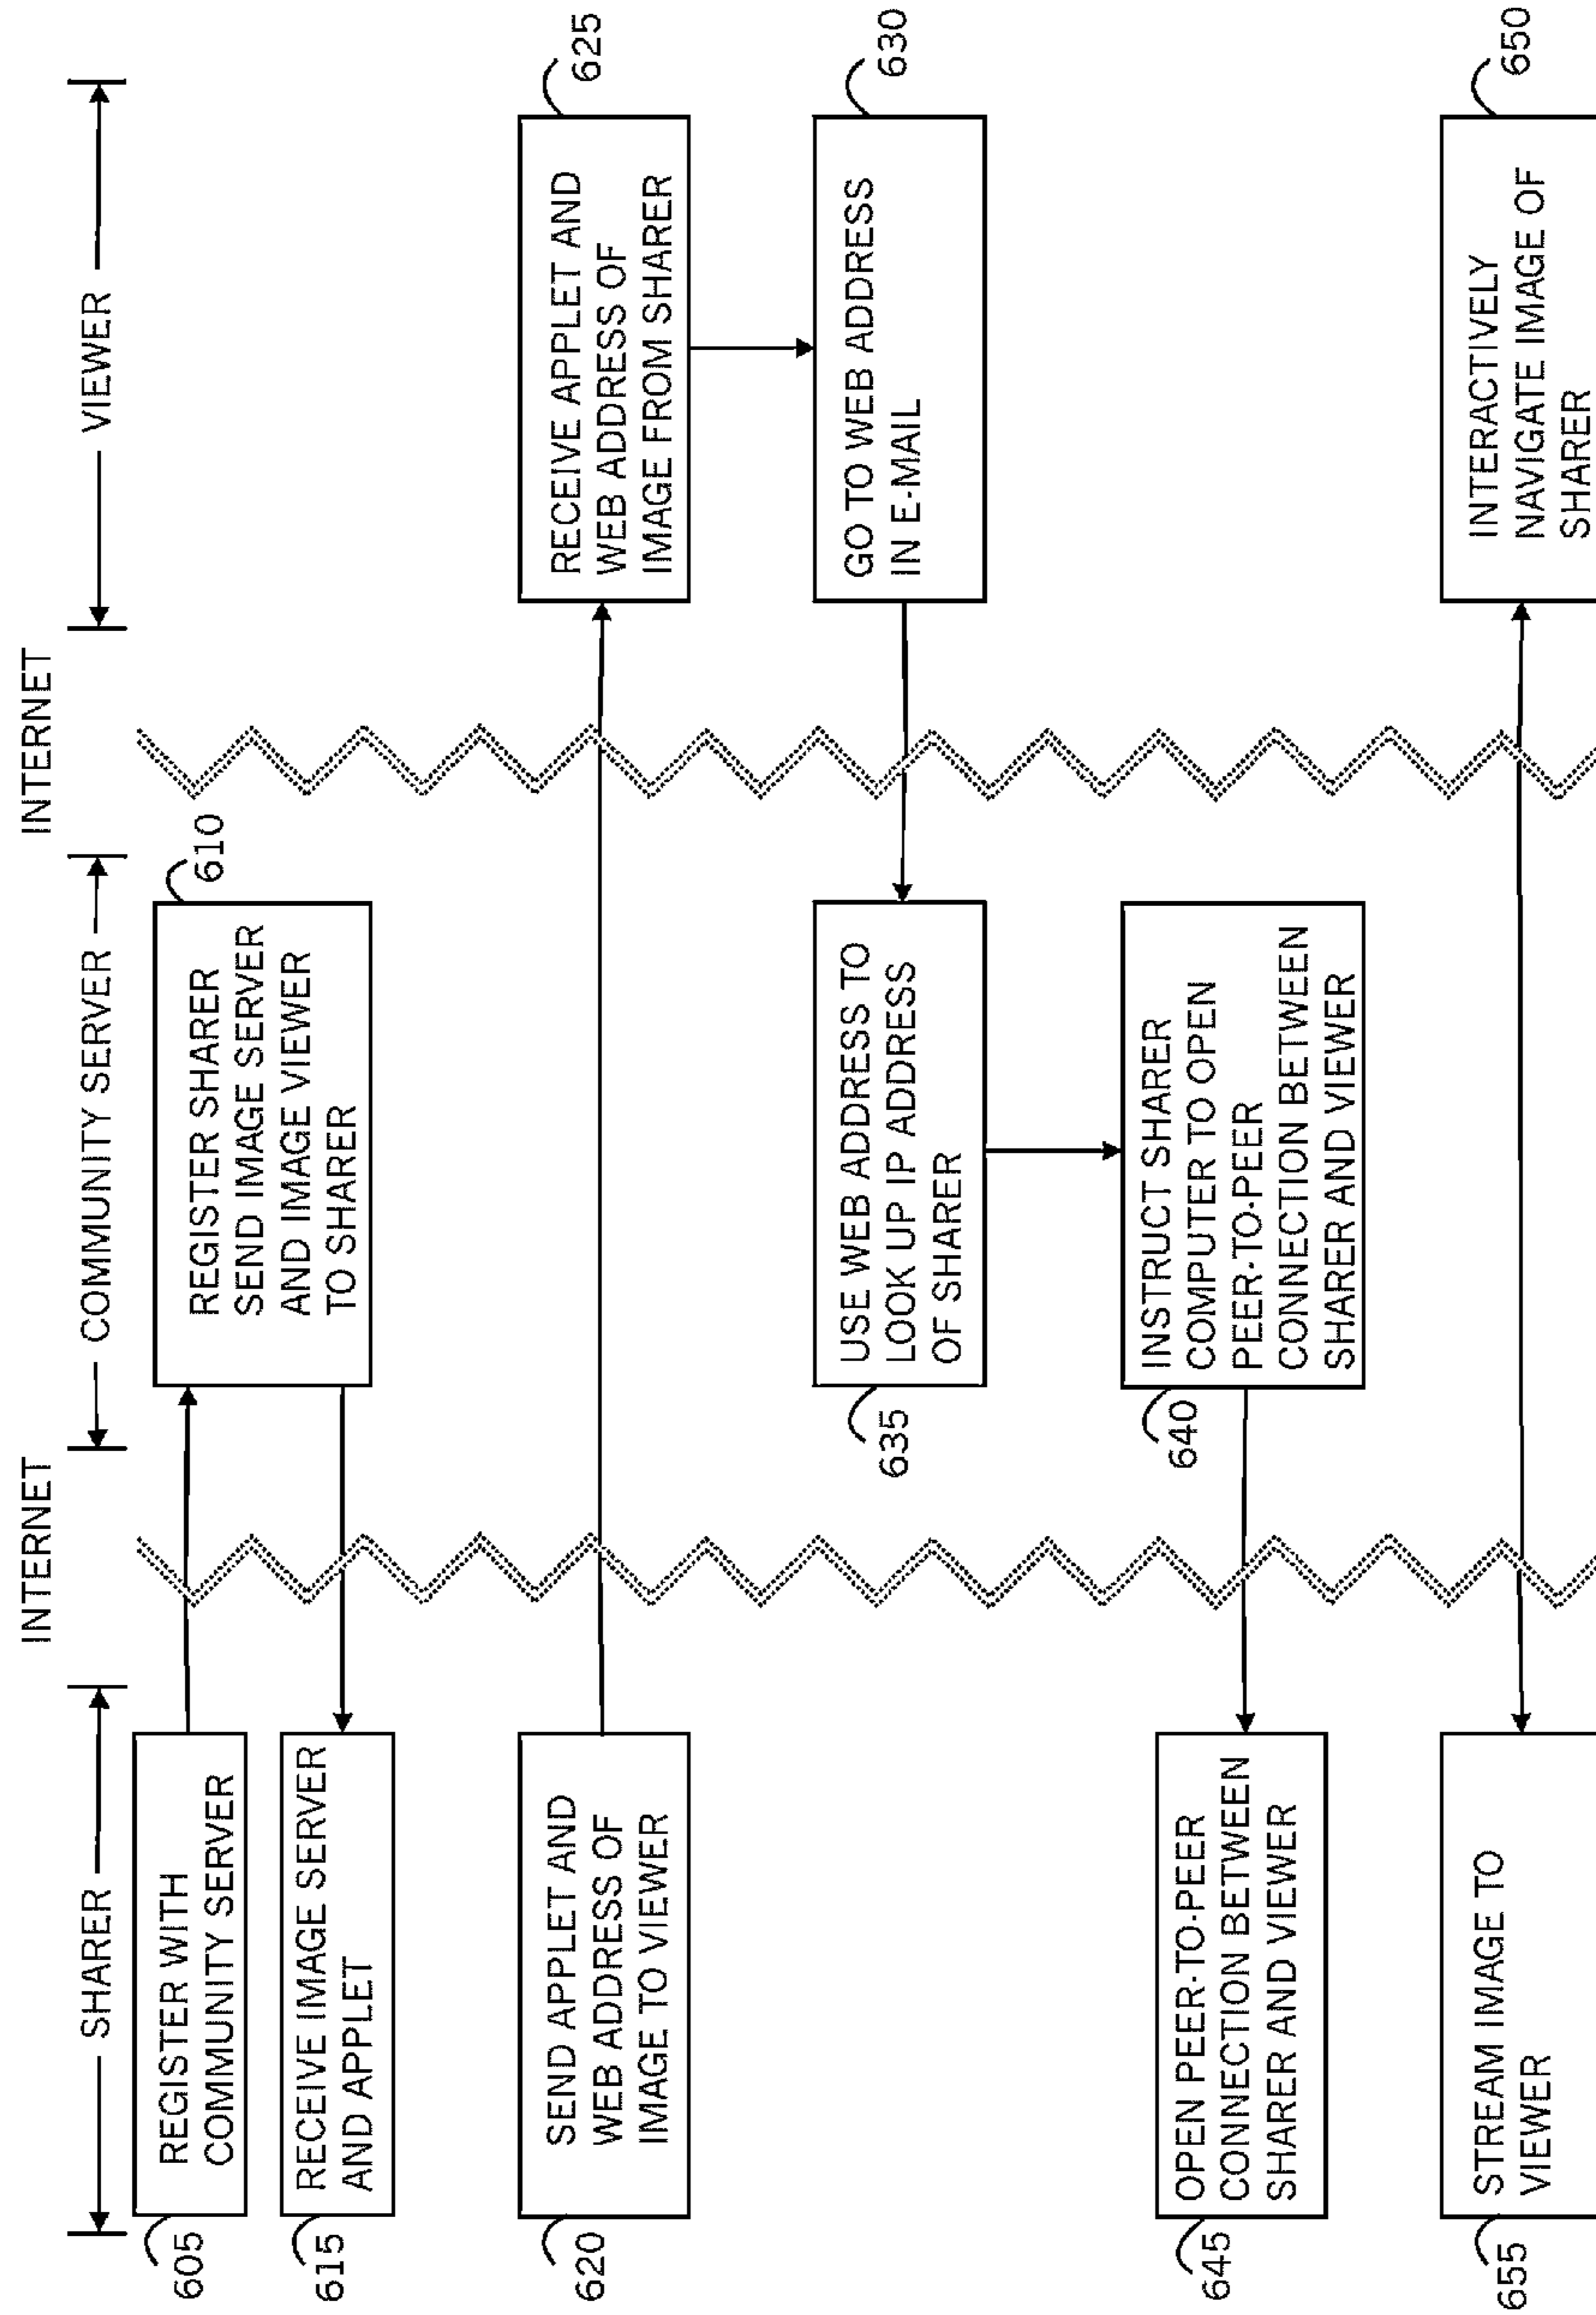 INTERNET
INTERNET
SHARER
COMMUNITY SERVER
VIEWER
605
REGISTER WITH
COMMUNITY SERVER
610
REGISTER SHARER
SEND IMAGE SERVER
AND IMAGE VIEWER
TO SHARER
615
RECEIVE IMAGE SERVER
AND APPLET
620
SEND APPLET AND
WEB ADDRESS OF
IMAGE TO VIEWER
625
RECEIVE APPLET AND
WEB ADDRESS OF
IMAGE FROM SHARER
630
GO TO WEB ADDRESS
IN E-MAIL
635
USE WEB ADDRESS TO
LOOK UP IP ADDRESS
OF SHARER
640
INSTRUCT SHARER
COMPUTER TO OPEN
PEER-TO-PEER
CONNECTION BETWEEN
SHARER AND VIEWER
645
OPEN PEER-TO-PEER
CONNECTION BETWEEN
SHARER AND VIEWER
650
INTERACTIVELY
NAVIGATE IMAGE OF
SHARER
655
STREAM IMAGE TO
VIEWER